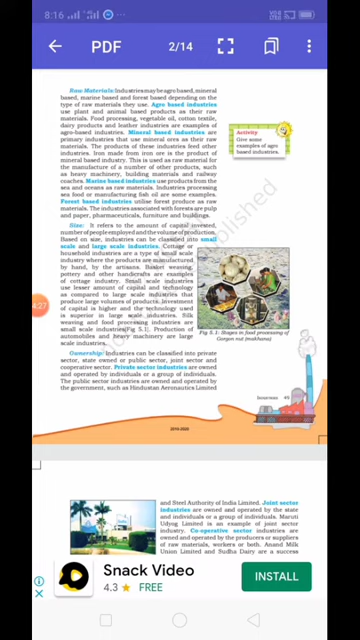 8:16
PDF
2/14
Raw Materials: Industries may be agro based, mineral
based, marine based and forest based depending on the
type of raw materials they use. Agro based industries
use plant and animal based products as their raw
materials. Food processing, vegetable oil, cotton textile,
dairy products and leather industries are examples of
agro-based industries. Mineral based industries are
primary industries that use mineral ores as their raw
materials. The products of these industries feed other
industries. Iron made from iron ore is the product of
mineral based industry. This is used as raw material
for the manufacture of a number of other products, such
as heavy machinery, building materials and railway
coaches. Marine based industries use products from the
sea and oceans as raw materials. Industries processing
sea food or manufacturing fish oil are some examples.
Forest based industries utilise forest produce as raw
materials. The industries associated with forests are pulp
and paper, pharmaceuticals, furniture and buildings.
Activity
Give some
examples of agro
based industries.
Size: It refers to the amount of capital invested,
number of people employed and the volume of production.
Based on size, industries can be classified into small
scale and large scale industries. Cottage or
household industries are a type of small scale
industry where the products are manufactured
by hand, by the artisans. Basket weaving,
pottery and other handicrafts are examples
of cottage industry. Small scale industries
use lesser amount of capital and technology
as compared to large scale industries that
produce large volumes of products. Investment
of capital is higher and the technology used
is superior in large scale industries. Silk
weaving and food processing industries are
small scale industries(Fig 5.1). Production of
automobiles and heavy machinery are large
scale industries.
Fig 5.1: Stages in food processing of
Gorgon nut (makhana)
4:27
Ownership: Industries can be classified into private
sector, state owned or public sector, joint sector and
cooperative sector. Private sector industries are owned
and operated by individuals or a group of individuals.
The public sector industries are owned and operated by
the government, such as Hindustan Aeronautics Limited
Industries 49
2019-2020
and Steel Authority of India Limited. Joint sector
industries are owned and operated by the state
and individuals or a group of individuals. Maruti
Udyog Limited is an example of joint sector
industry. Co-operative sector industries are
owned and operated by the producers or suppliers
of raw materials, workers or both. Anand Milk
Union Limited and Sudha Dairy are a success
Snack Video
4.3 ★ FREE
INSTALL